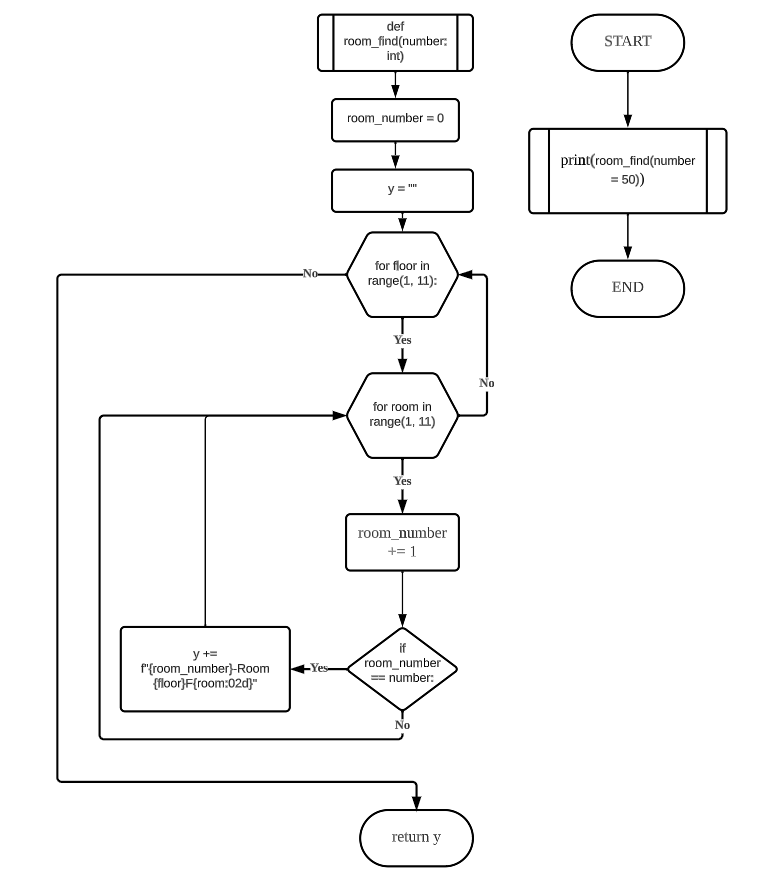 def
room_find(number:
int)
room_number = 0
y = ""
for floor in
range(1, 11):
No
Yes
No
for room in
range(1, 11)
Yes
room_number
+= 1
if
room_number
== number:
Yes
y +=
f"{room_number}-Room
{floor}F{room:02d}"
No
return y
START
print(room_find(number
= 50))
END